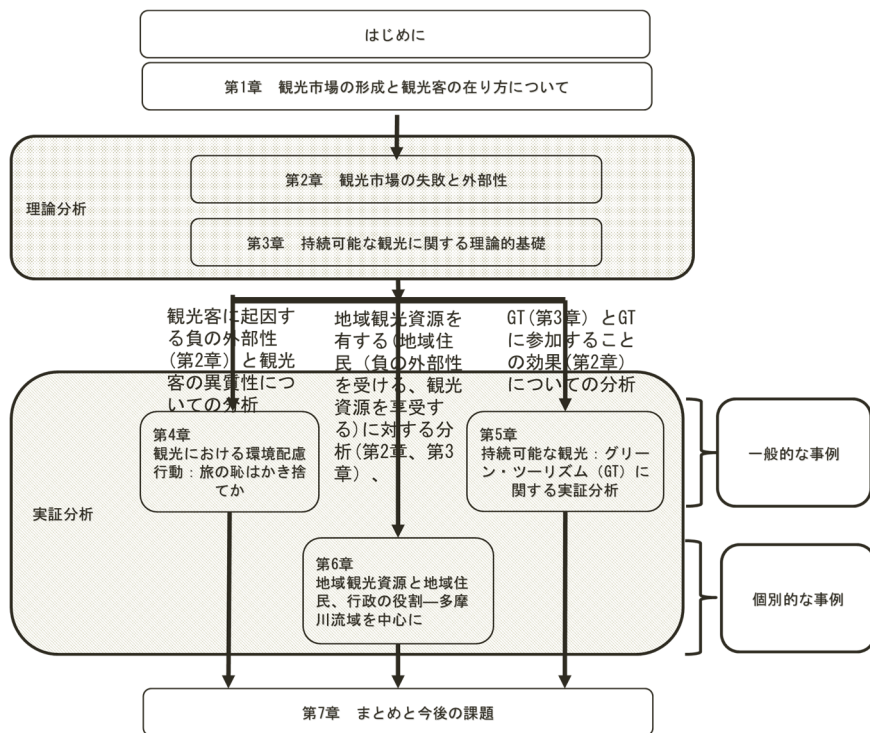 はじめに
第1章　観光市場の形成と観光客の在り方について
第2章　観光市場の失敗と外部性
理論分析
第3章　持続可能な観光に関する理論的基礎
観光客に起因す
る負の外部性
(第2章) と観光
客の異質性につ
いての分析
地域観光資源を
有する(地域住
民（負の外部性
を受ける、観光
資源を享受す
る)に対する分
析(第2章、第3
章）、
GT(第3章) とGT
に参加すること
の効果(第2章)
についての分析
第4章
観光における環境配慮
行動：旅の恥はかき捨
てか
第5章
持続可能な観光：グリー
ン・ツーリズム（GT）に
関する実証分析
一般的な事例
実証分析
第6章
地域観光資源と地域住
民、行政の役割―多摩
川流域を中心に
個別的な事例
第7章　まとめと今後の課題